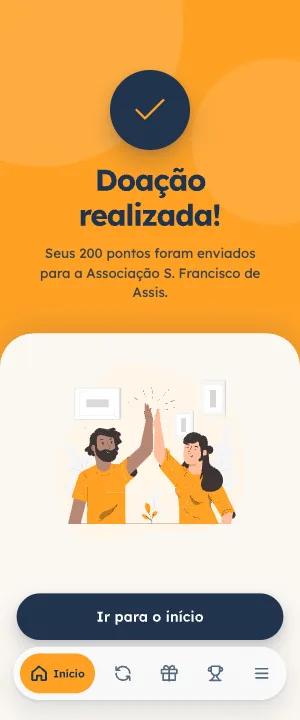 Doação
realizada!
Seus 200 pontos foram enviados
para a Associação S. Francisco de
Assis.
Ir para o início
Início